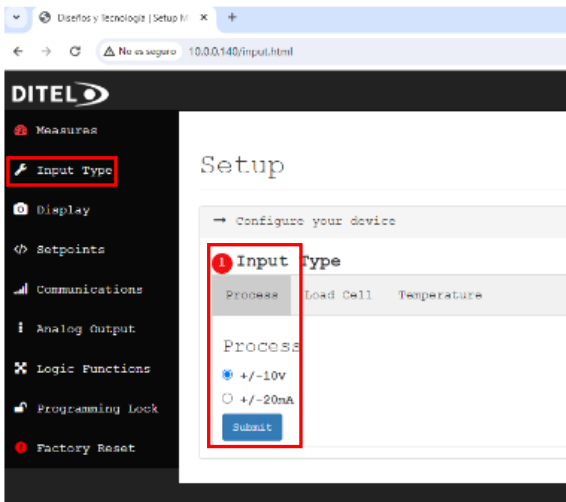 Diseños y Tecnología | Setup M
No es seguro 10.0.0.140/input.html
DITEL
Measures
Input Type
Display
Setpoints
Communications
Analog Output
Logic Functions
Programming Lock
Factory Reset
Setup
→ Configure your device
1 Input Type
Process Load Cell Temperature
Process
+/-10V
+/-20mA
Submit